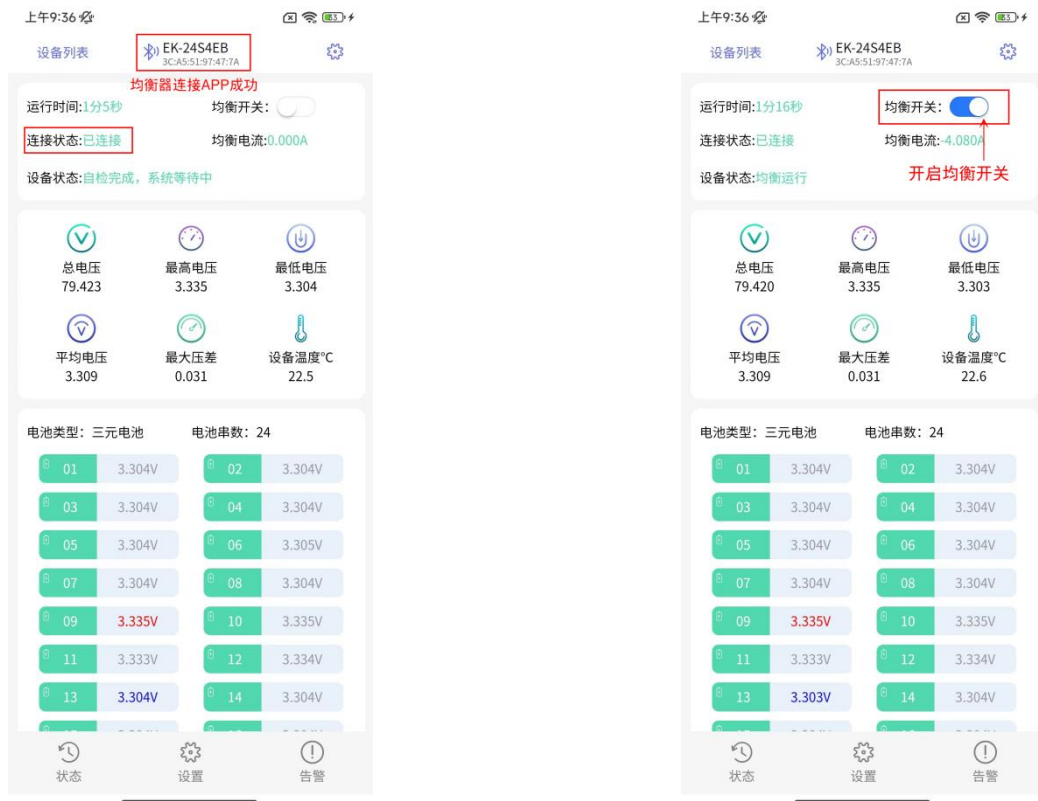 上午9:36
83
设备列表
EK-24S4EB
3C:A5:51:97:47:7A
均衡器连接APP成功
运行时间:1分5秒
均衡开关:
连接状态:已连接
均衡电流:0.000A
设备状态:自检完成，系统等待中
总电压
最高电压
最低电压
79.423
3.335
3.304
平均电压
最大压差
设备温度°C
3.309
0.031
22.5
电池类型：三元电池
电池串数：24
01 3.304V
02 3.304V
03 3.304V
04 3.304V
05 3.304V
06 3.305V
07 3.304V
08 3.304V
09 3.335V
10 3.335V
11 3.333V
12 3.334V
13 3.304V
14 3.304V
状态
设置
告警
上午9:36
83
设备列表
EK-24S4EB
3C:A5:51:97:47:7A
运行时间:1分16秒
均衡开关:
连接状态:已连接
均衡电流:-4.080A
设备状态:均衡运行
开启均衡开关
总电压
最高电压
最低电压
79.420
3.335
3.303
平均电压
最大压差
设备温度°C
3.309
0.031
22.6
电池类型：三元电池
电池串数：24
01 3.304V
02 3.304V
03 3.304V
04 3.304V
05 3.304V
06 3.304V
07 3.304V
08 3.304V
09 3.335V
10 3.335V
11 3.333V
12 3.334V
13 3.303V
14 3.304V
状态
设置
告警